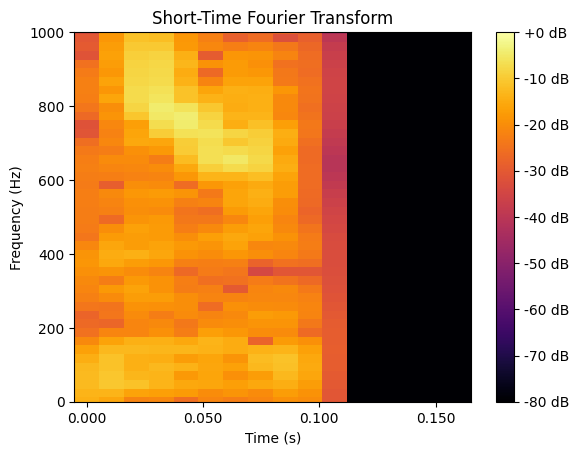 Short-Time Fourier Transform
1000
800
600
400
200
0
Frequency (Hz)
0.000
0.050
0.100
0.150
Time (s)
+0 dB
-10 dB
-20 dB
-30 dB
-40 dB
-50 dB
-60 dB
-70 dB
-80 dB